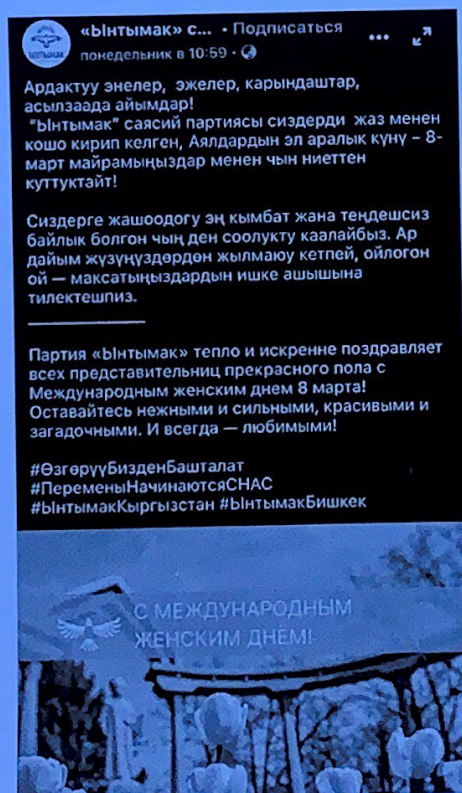 «Ынтымак» с... · Подписаться
понедельник в 10:59 ·
ЫНТЫМАК
Ардактуу энелер, эжелер, карындаштар,
асылзаада айымдар!
"Ынтымак" саясий партиясы сиздерди жаз менен
кошо кирип келген, Аялдардын эл аралык күнү – 8-
март майрамыңыздар менен чын ниеттен
куттуктайт!
Сиздерге жашоодогу эң кымбат жана теңдешсиз
байлык болгон чың ден соолукту каалайбыз. Ар
дайым жүзүңүздөрдөн жылмаюу кетпей, ойлогон
ой — максатыңыздардын ишке ашышына
тилектешпиз.
Партия «Ынтымак» тепло и искренне поздравляет
всех представительниц прекрасного пола с
Международным женским днем 8 марта!
Оставайтесь нежными и сильными, красивыми и
загадочными. И всегда — любимыми!
#ӨзгөрүүБизденБашталат
#ПеременыНачинаютсяСНАС
#ЫнтымакКыргызстан #ЫнтымакБишкек
С МЕЖДУНАРОДНЫМ
ЖЕНСКИМ ДНЁМ!